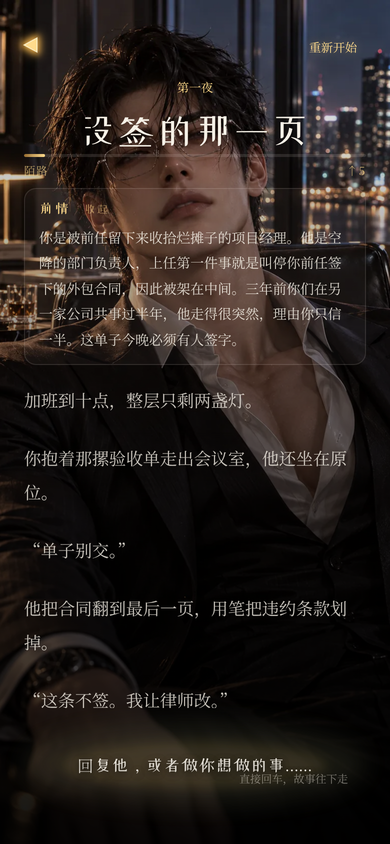 重新开始
第一夜
没签的那一页
陌路
1 5
前情 收起
你是被前任留下来收拾烂摊子的项目经理。他是空
降的部门负责人，上任第一件事就是叫停你前任签
下的外包合同，因此被架在中间。三年前你们在另
一家公司共事过半年，他走得很突然，理由你只信
一半。这单子今晚必须有人签字。
加班到十点，整层只剩两盏灯。
你抱着那摞验收单走出会议室，他还坐在原
位。
“单子别交。”
他把合同翻到最后一页，用笔把违约条款划
掉。
“这条不签。我让律师改。”
回复他，或者做你想做的事……
直接回车，故事往下走